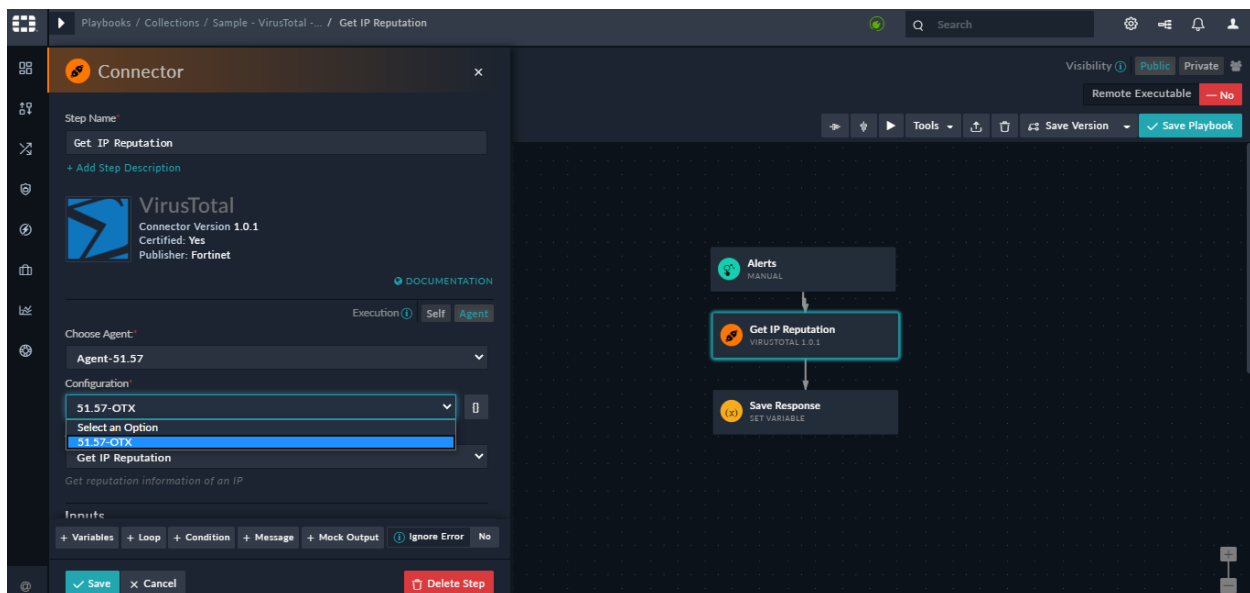 Playbooks / Collections / Sample - VirusTotal -... / Get IP Reputation
Search
Connector
×
Visibility
Public
Private
Remote Executable
— No
Step Name*
Get IP Reputation
Tools
Save Version
Save Playbook
+ Add Step Description
VirusTotal
Connector Version 1.0.1
Certified: Yes
Publisher: Fortinet
DOCUMENTATION
Execution
Self
Agent
Choose Agent:*
Agent-51.57
Configuration*
51.57-OTX
Select an Option
51.57-OTX
Get IP Reputation
Get reputation information of an IP
Inputs
+ Variables
+ Loop
+ Condition
+ Message
+ Mock Output
Ignore Error
No
Save
× Cancel
Delete Step
Alerts
MANUAL
Get IP Reputation
VIRUSTOTAL 1.0.1
(x)
Save Response
SET VARIABLE
@